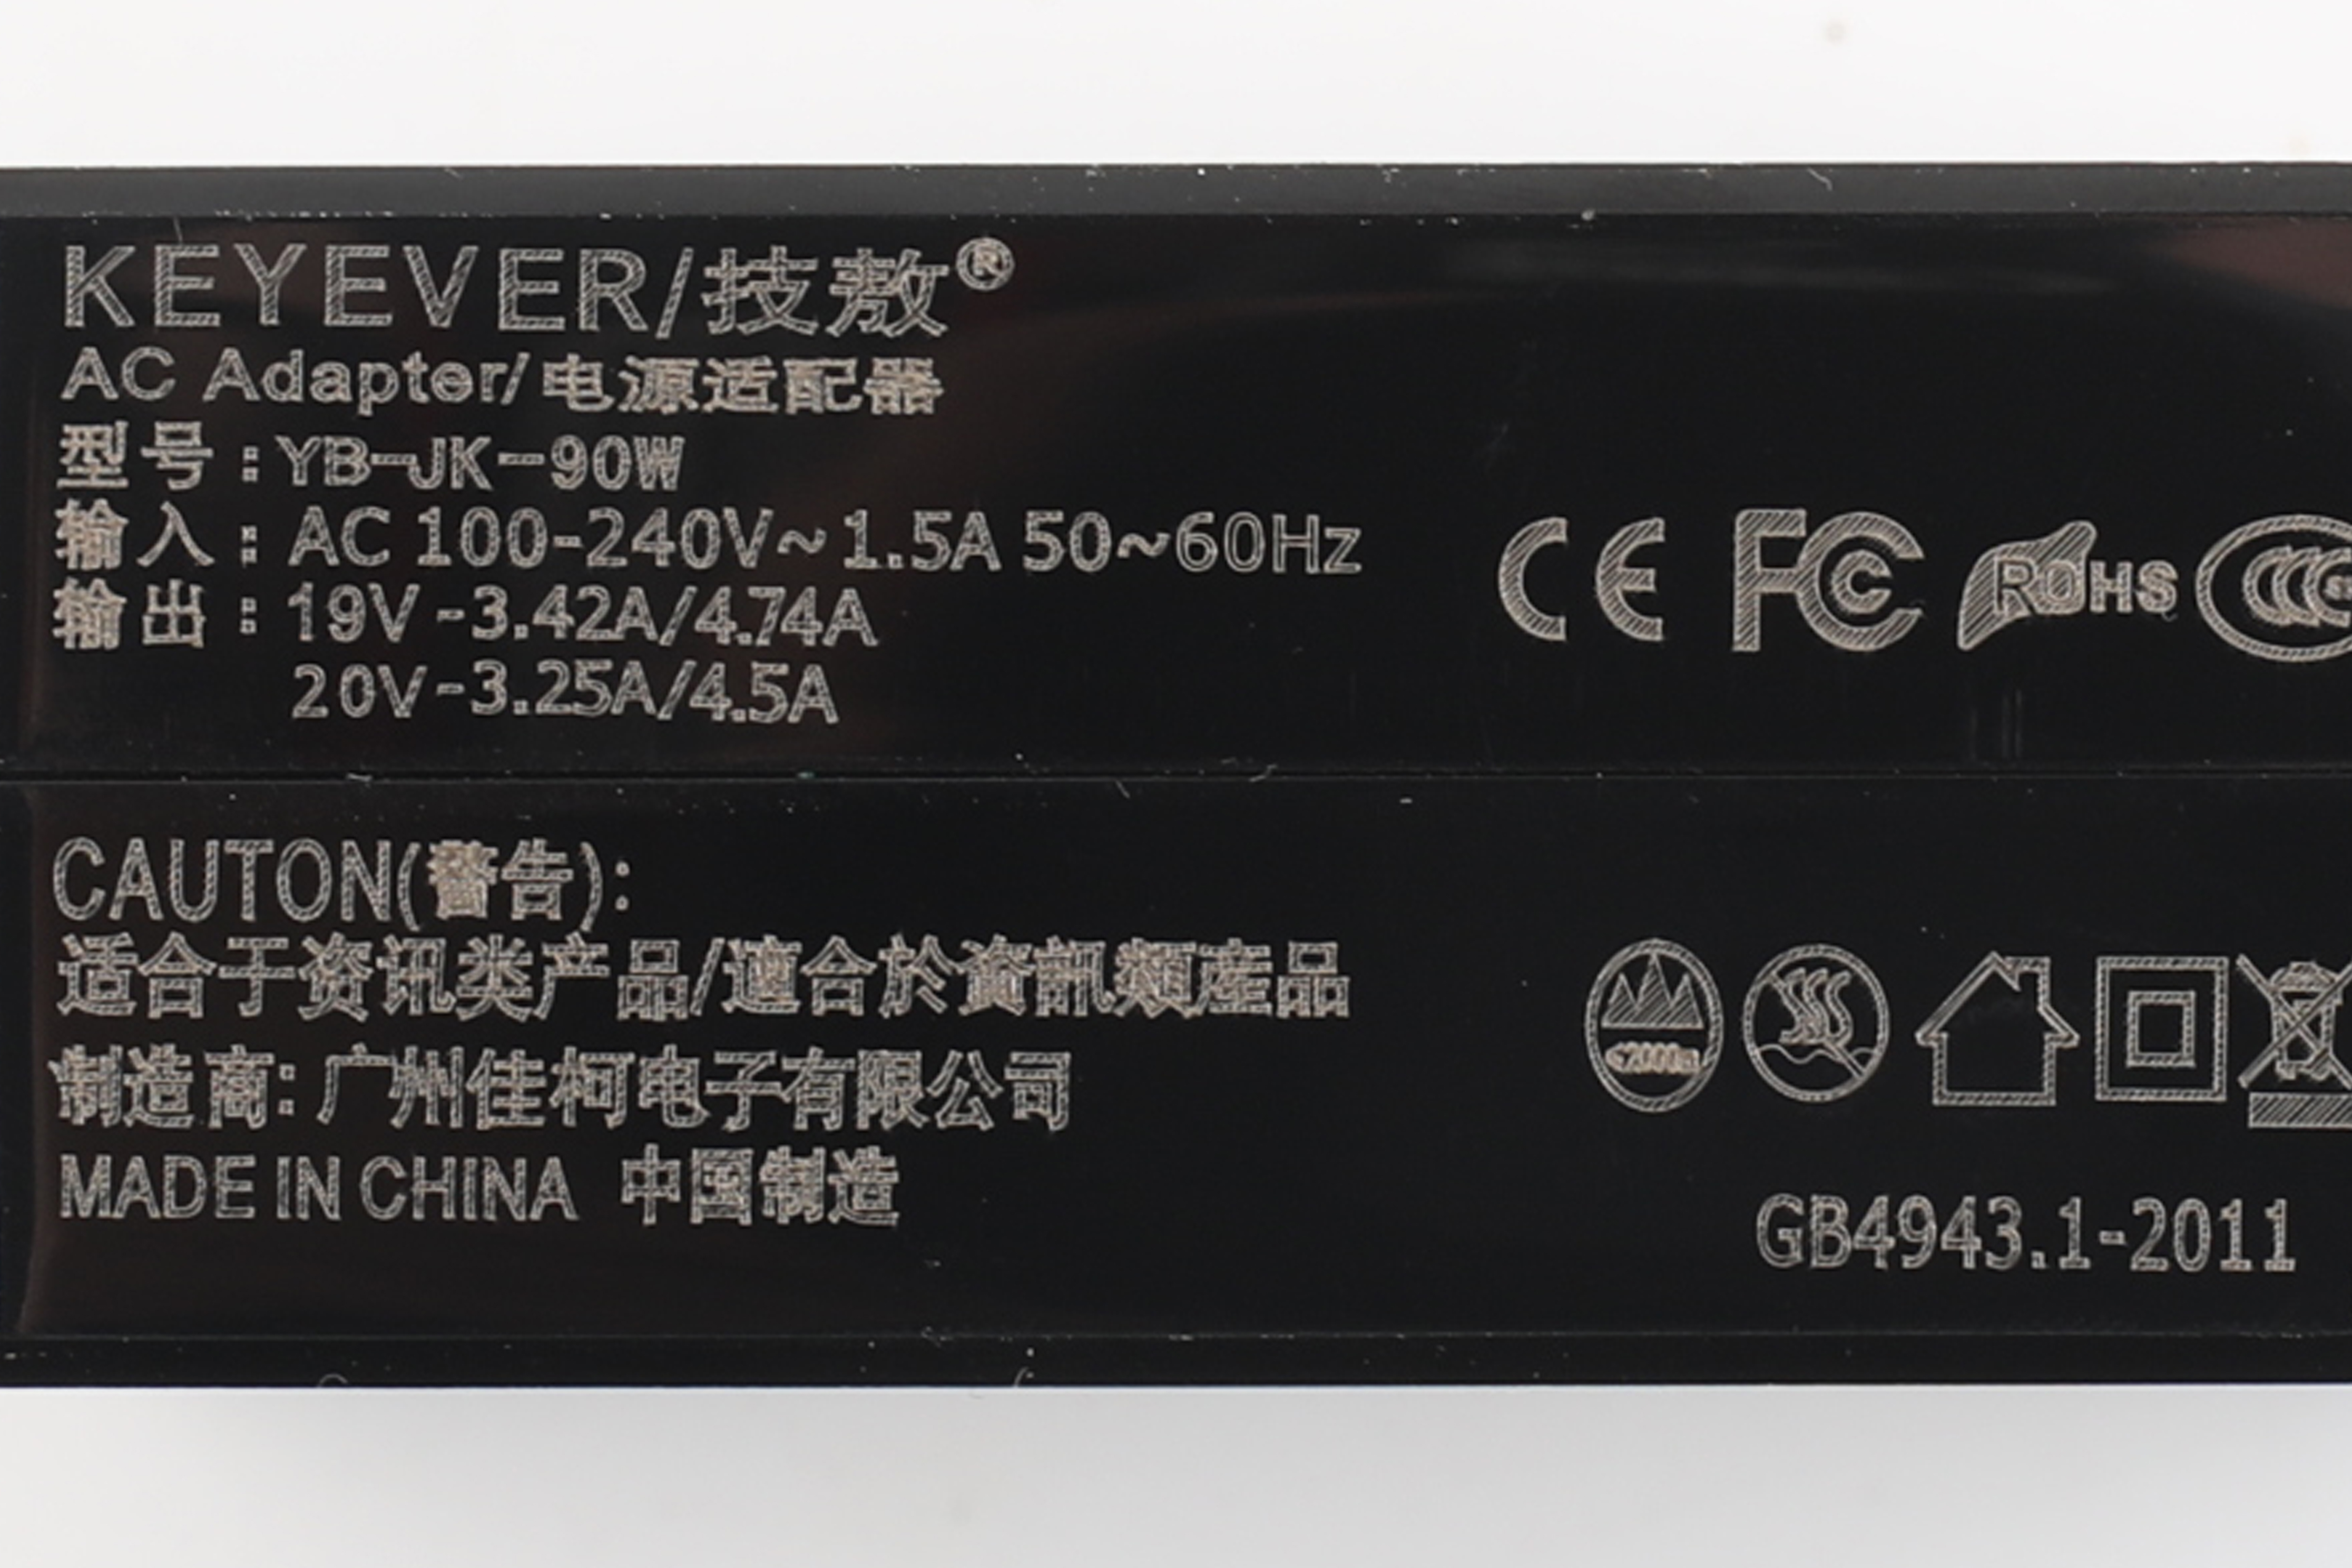 KEYEVER/技敖®
AC Adapter/电源适配器
型号:YB-JK-90W
输入: AC 100-240V~1.5A 50~60Hz
输出: 19V-3.42A/4.74A
20V-3.25A/4.5A
CE FC ROHS CCC
CAUTON(警告):
适合于资讯类产品/適合於資訊類産品
制造商:广州佳柯电子有限公司
MADE IN CHINA 中国制造
≤2000m
GB4943.1-2011